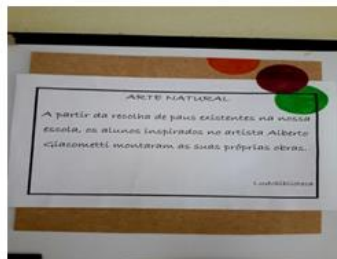 ARTE NATURAL
A partir da recolha de paus existentes na nossa
escola, os alunos inspirados no artista Alberto
Giacometti montaram as suas próprias obras.
Ludobiblioteca